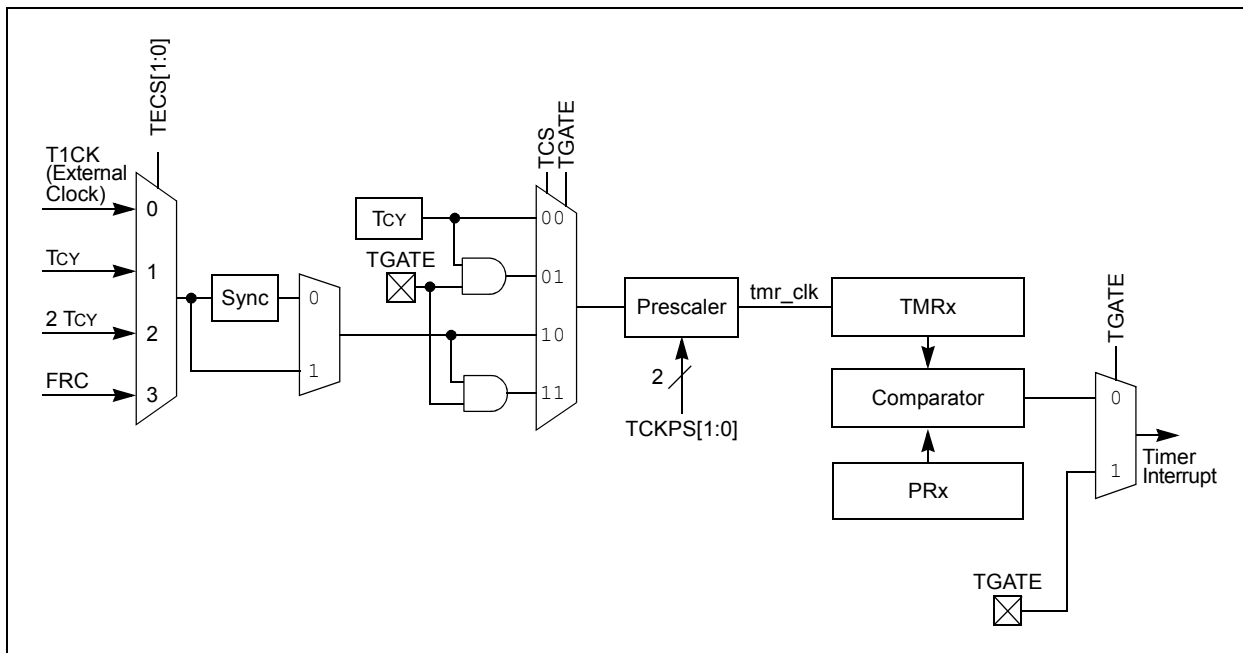 TECS[1:0]
T1CK
(External
Clock)
0
TCY
1
2 TCY
2
FRC
3
Sync
0
1
TCY
TGATE
TCS
TGATE
00
01
10
11
Prescaler
2
TCKPS[1:0]
tmr_clk
TMRx
Comparator
PRx
TGATE
0
1
Timer
Interrupt
TGATE